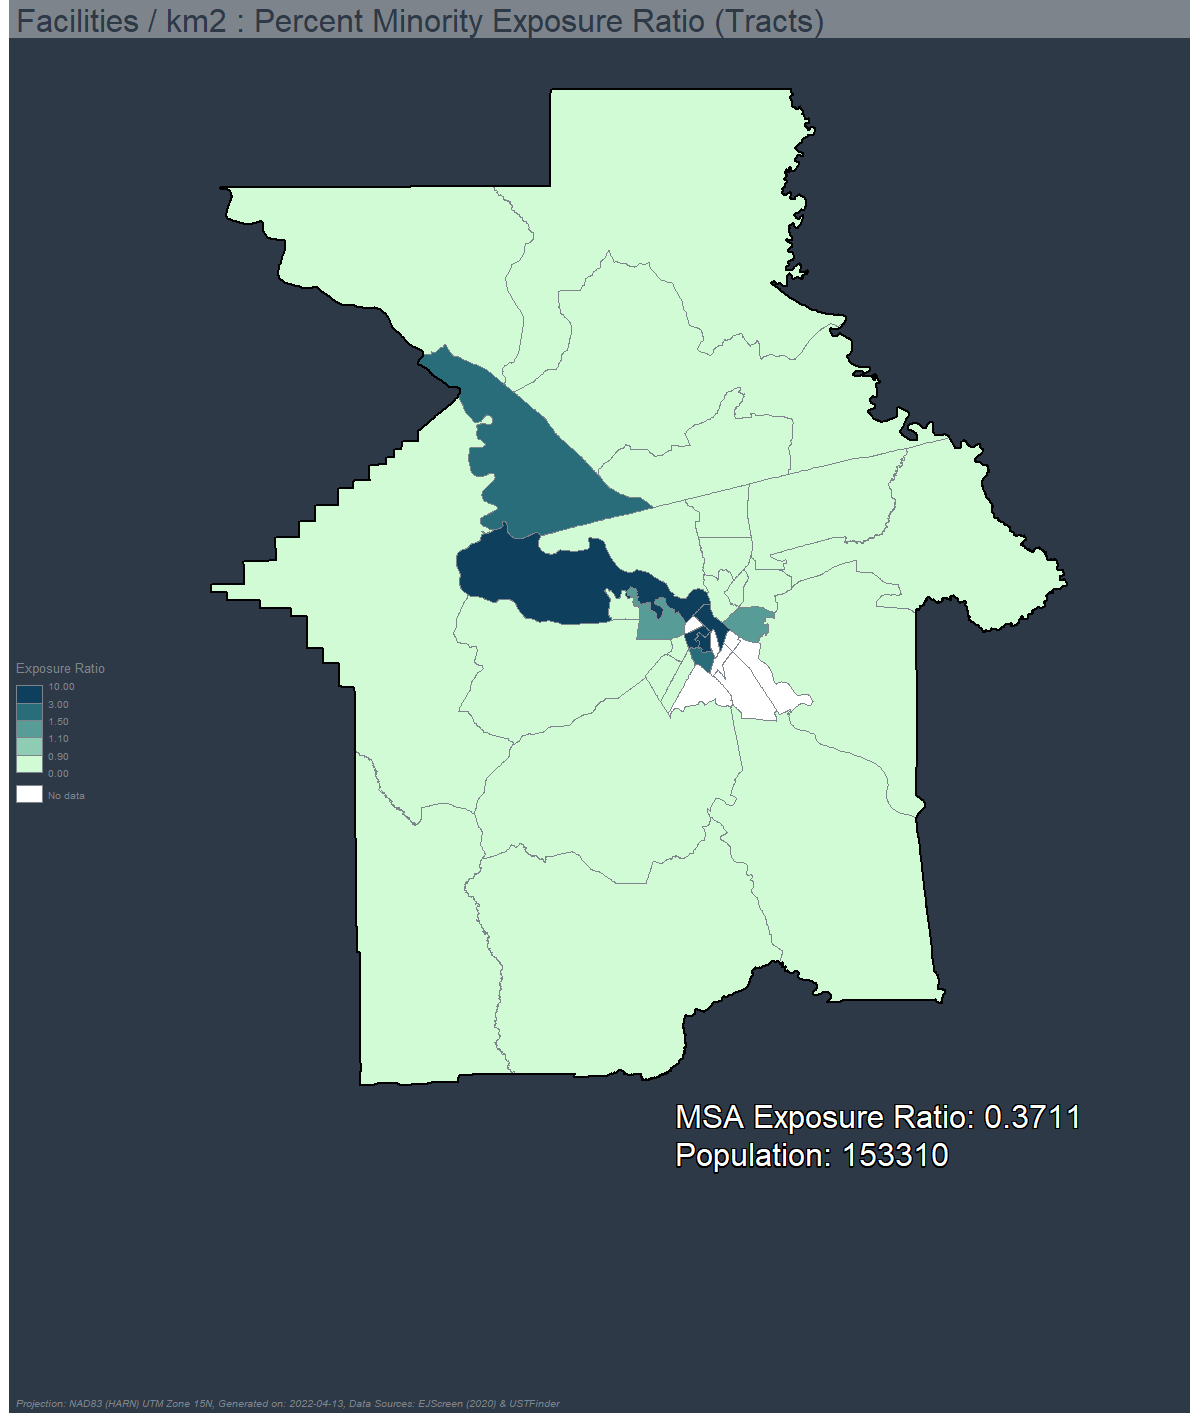 Facilities / km2 : Percent Minority Exposure Ratio (Tracts)
Exposure Ratio
10.00
3.00
1.50
1.10
0.90
0.00
No data
MSA Exposure Ratio: 0.3711
Population: 153310
Projection: NAD83 (HARN) UTM Zone 15N, Generated on: 2022-04-13, Data Sources: EJScreen (2020) & USTFinder